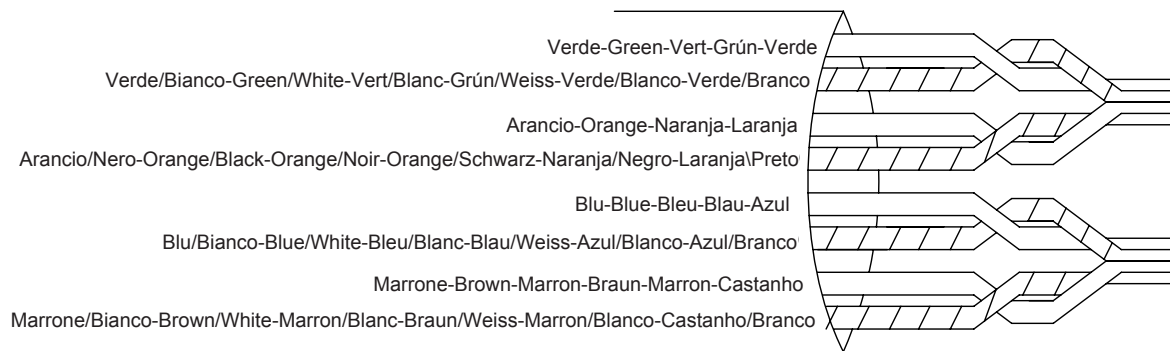 Verde-Green-Vert-Grún-Verde
Verde/Bianco-Green/White-Vert/Blanc-Grún/Weiss-Verde/Blanco-Verde/Branco
Arancio-Orange-Naranja-Laranja
Arancio/Nero-Orange/Black-Orange/Noir-Orange/Schwarz-Naranja/Negro-Laranja\Preto
Blu-Blue-Bleu-Blau-Azul
Blu/Bianco-Blue/White-Bleu/Blanc-Blau/Weiss-Azul/Blanco-Azul/Branco
Marrone-Brown-Marron-Braun-Marron-Castanho
Marrone/Bianco-Brown/White-Marron/Blanc-Braun/Weiss-Marron/Blanco-Castanho/Branco